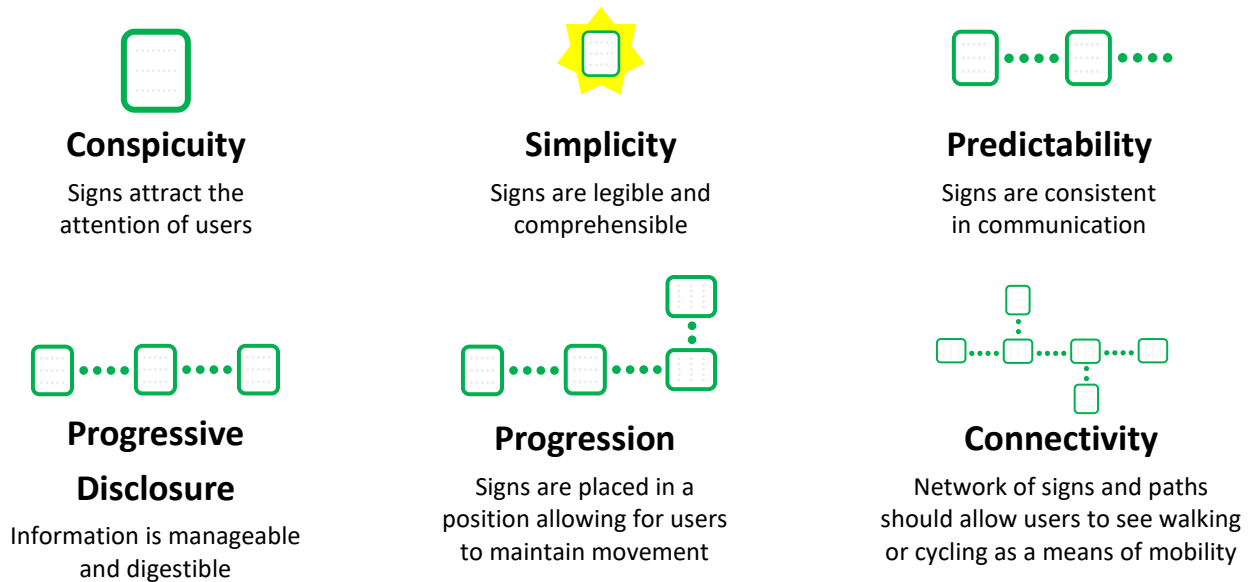 Conspicuity
Signs attract the
attention of users
Simplicity
Signs are legible and
comprehensible
Predictability
Signs are consistent
in communication
Progressive
Disclosure
Information is manageable
and digestible
Progression
Signs are placed in a
position allowing for users
to maintain movement
Connectivity
Network of signs and paths
should allow users to see walking
or cycling as a means of mobility